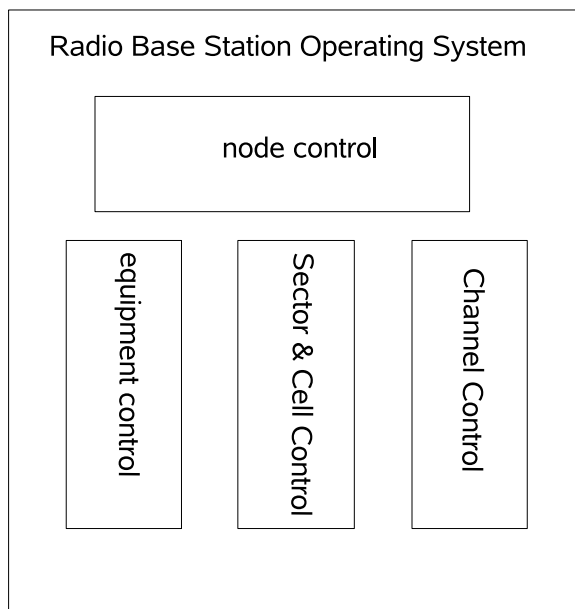 Radio Base Station Operating System
node control
equipment control
Sector & Cell Control
Channel Control